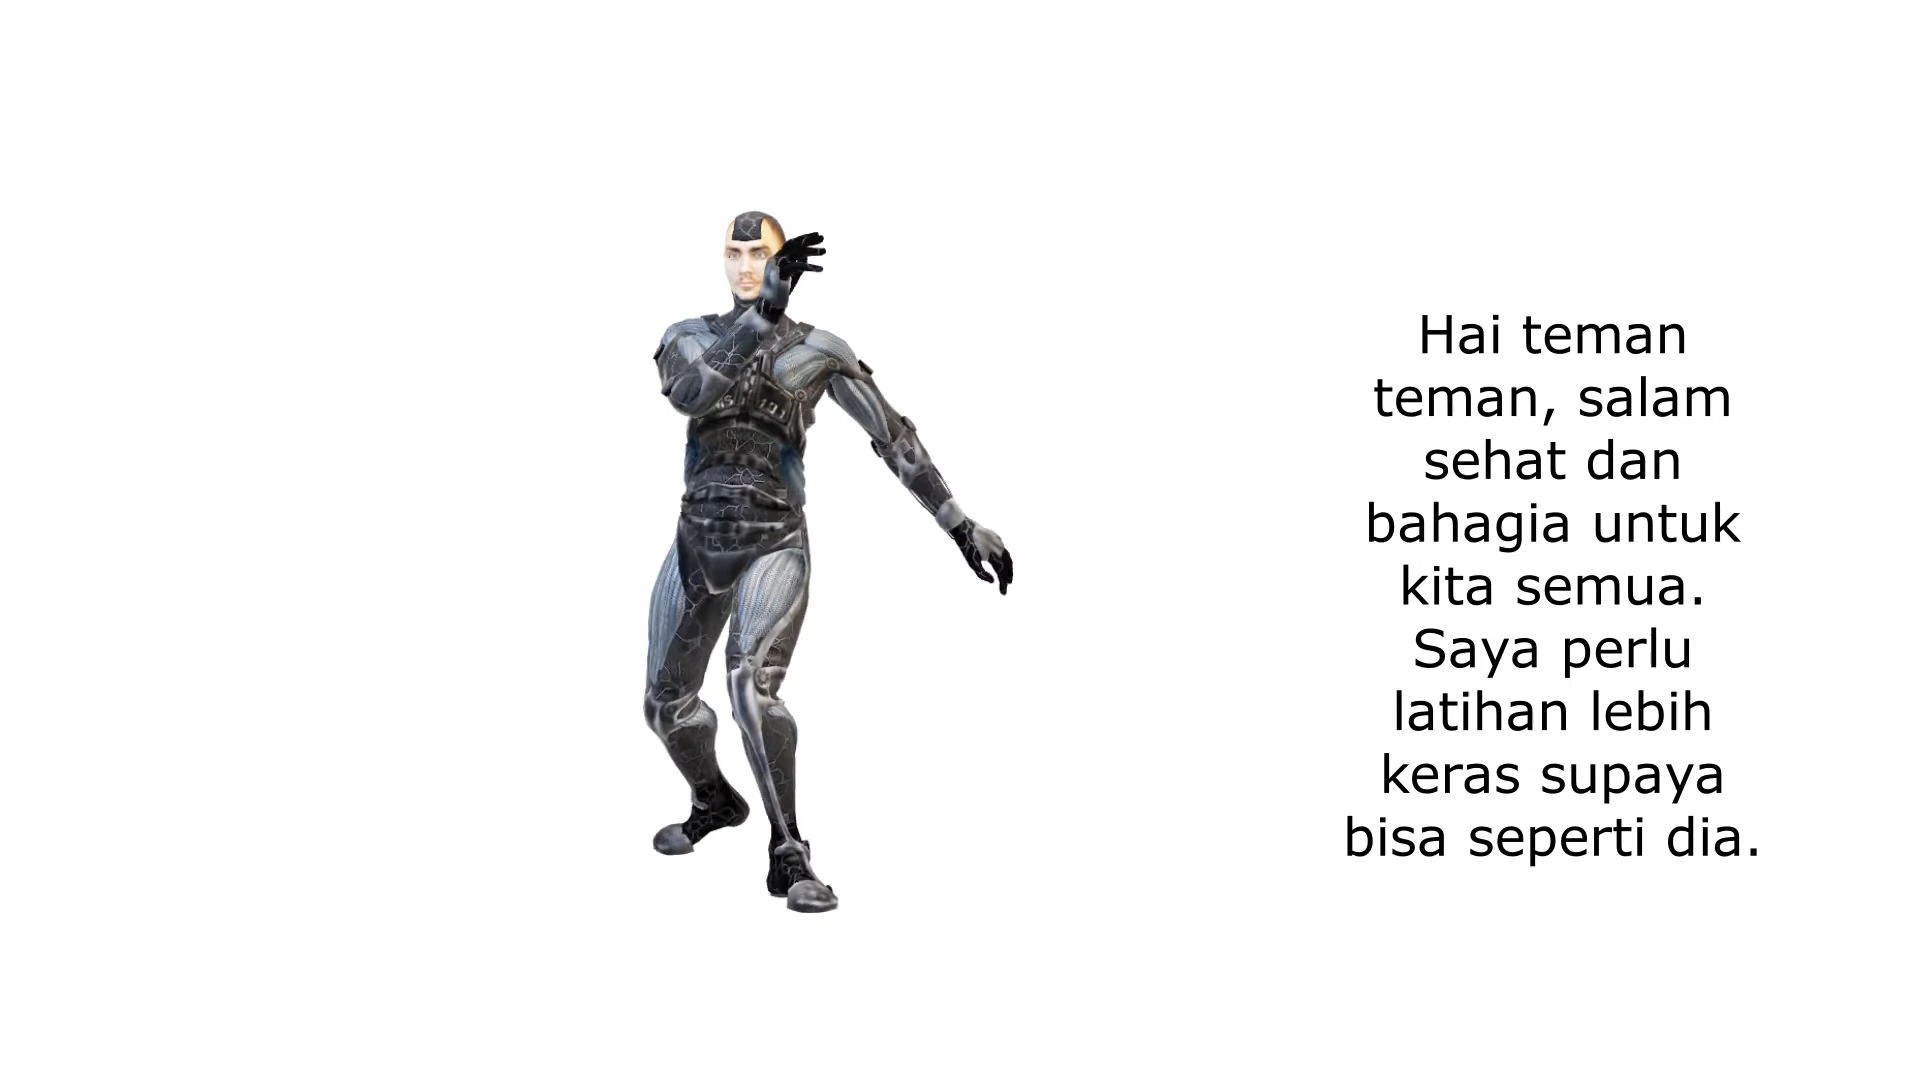 Hai teman
teman, salam
sehat dan
bahagia untuk
kita semua.
Saya perlu
latihan lebih
keras supaya
bisa seperti dia.